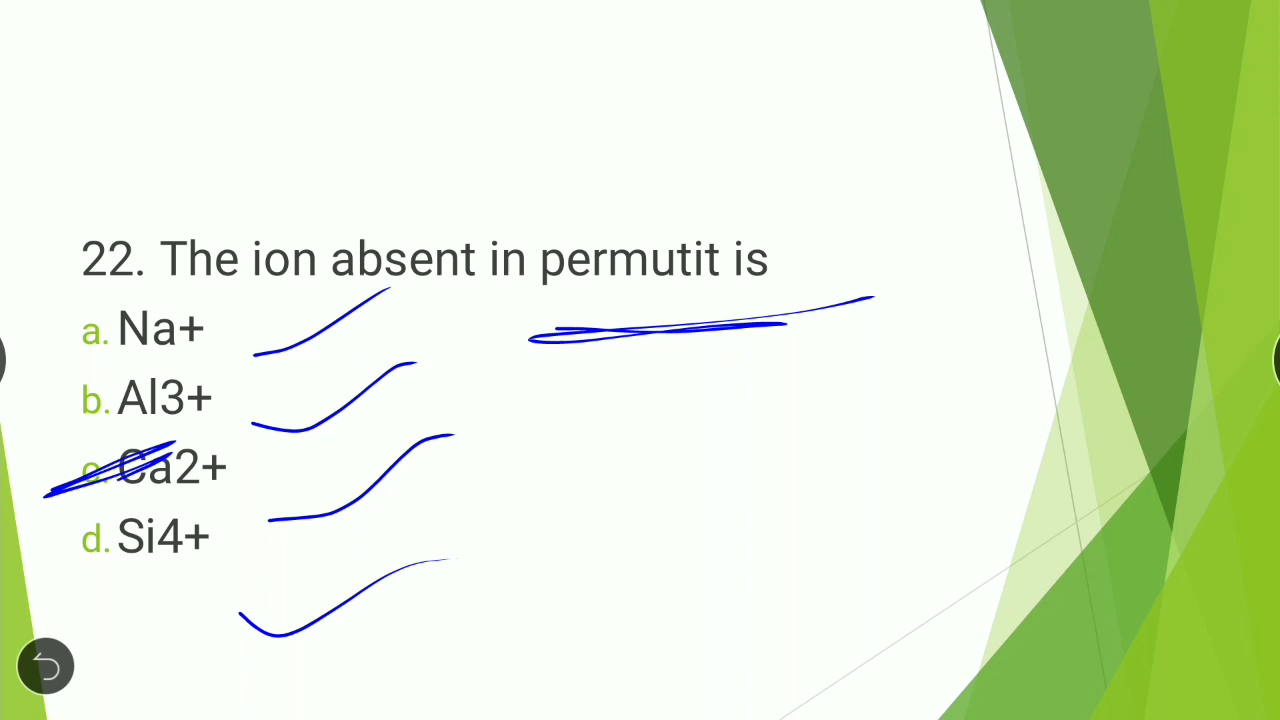 22. The ion absent in permutit is
a. Na+
b. Al3+
c. Ca2+
d. Si4+